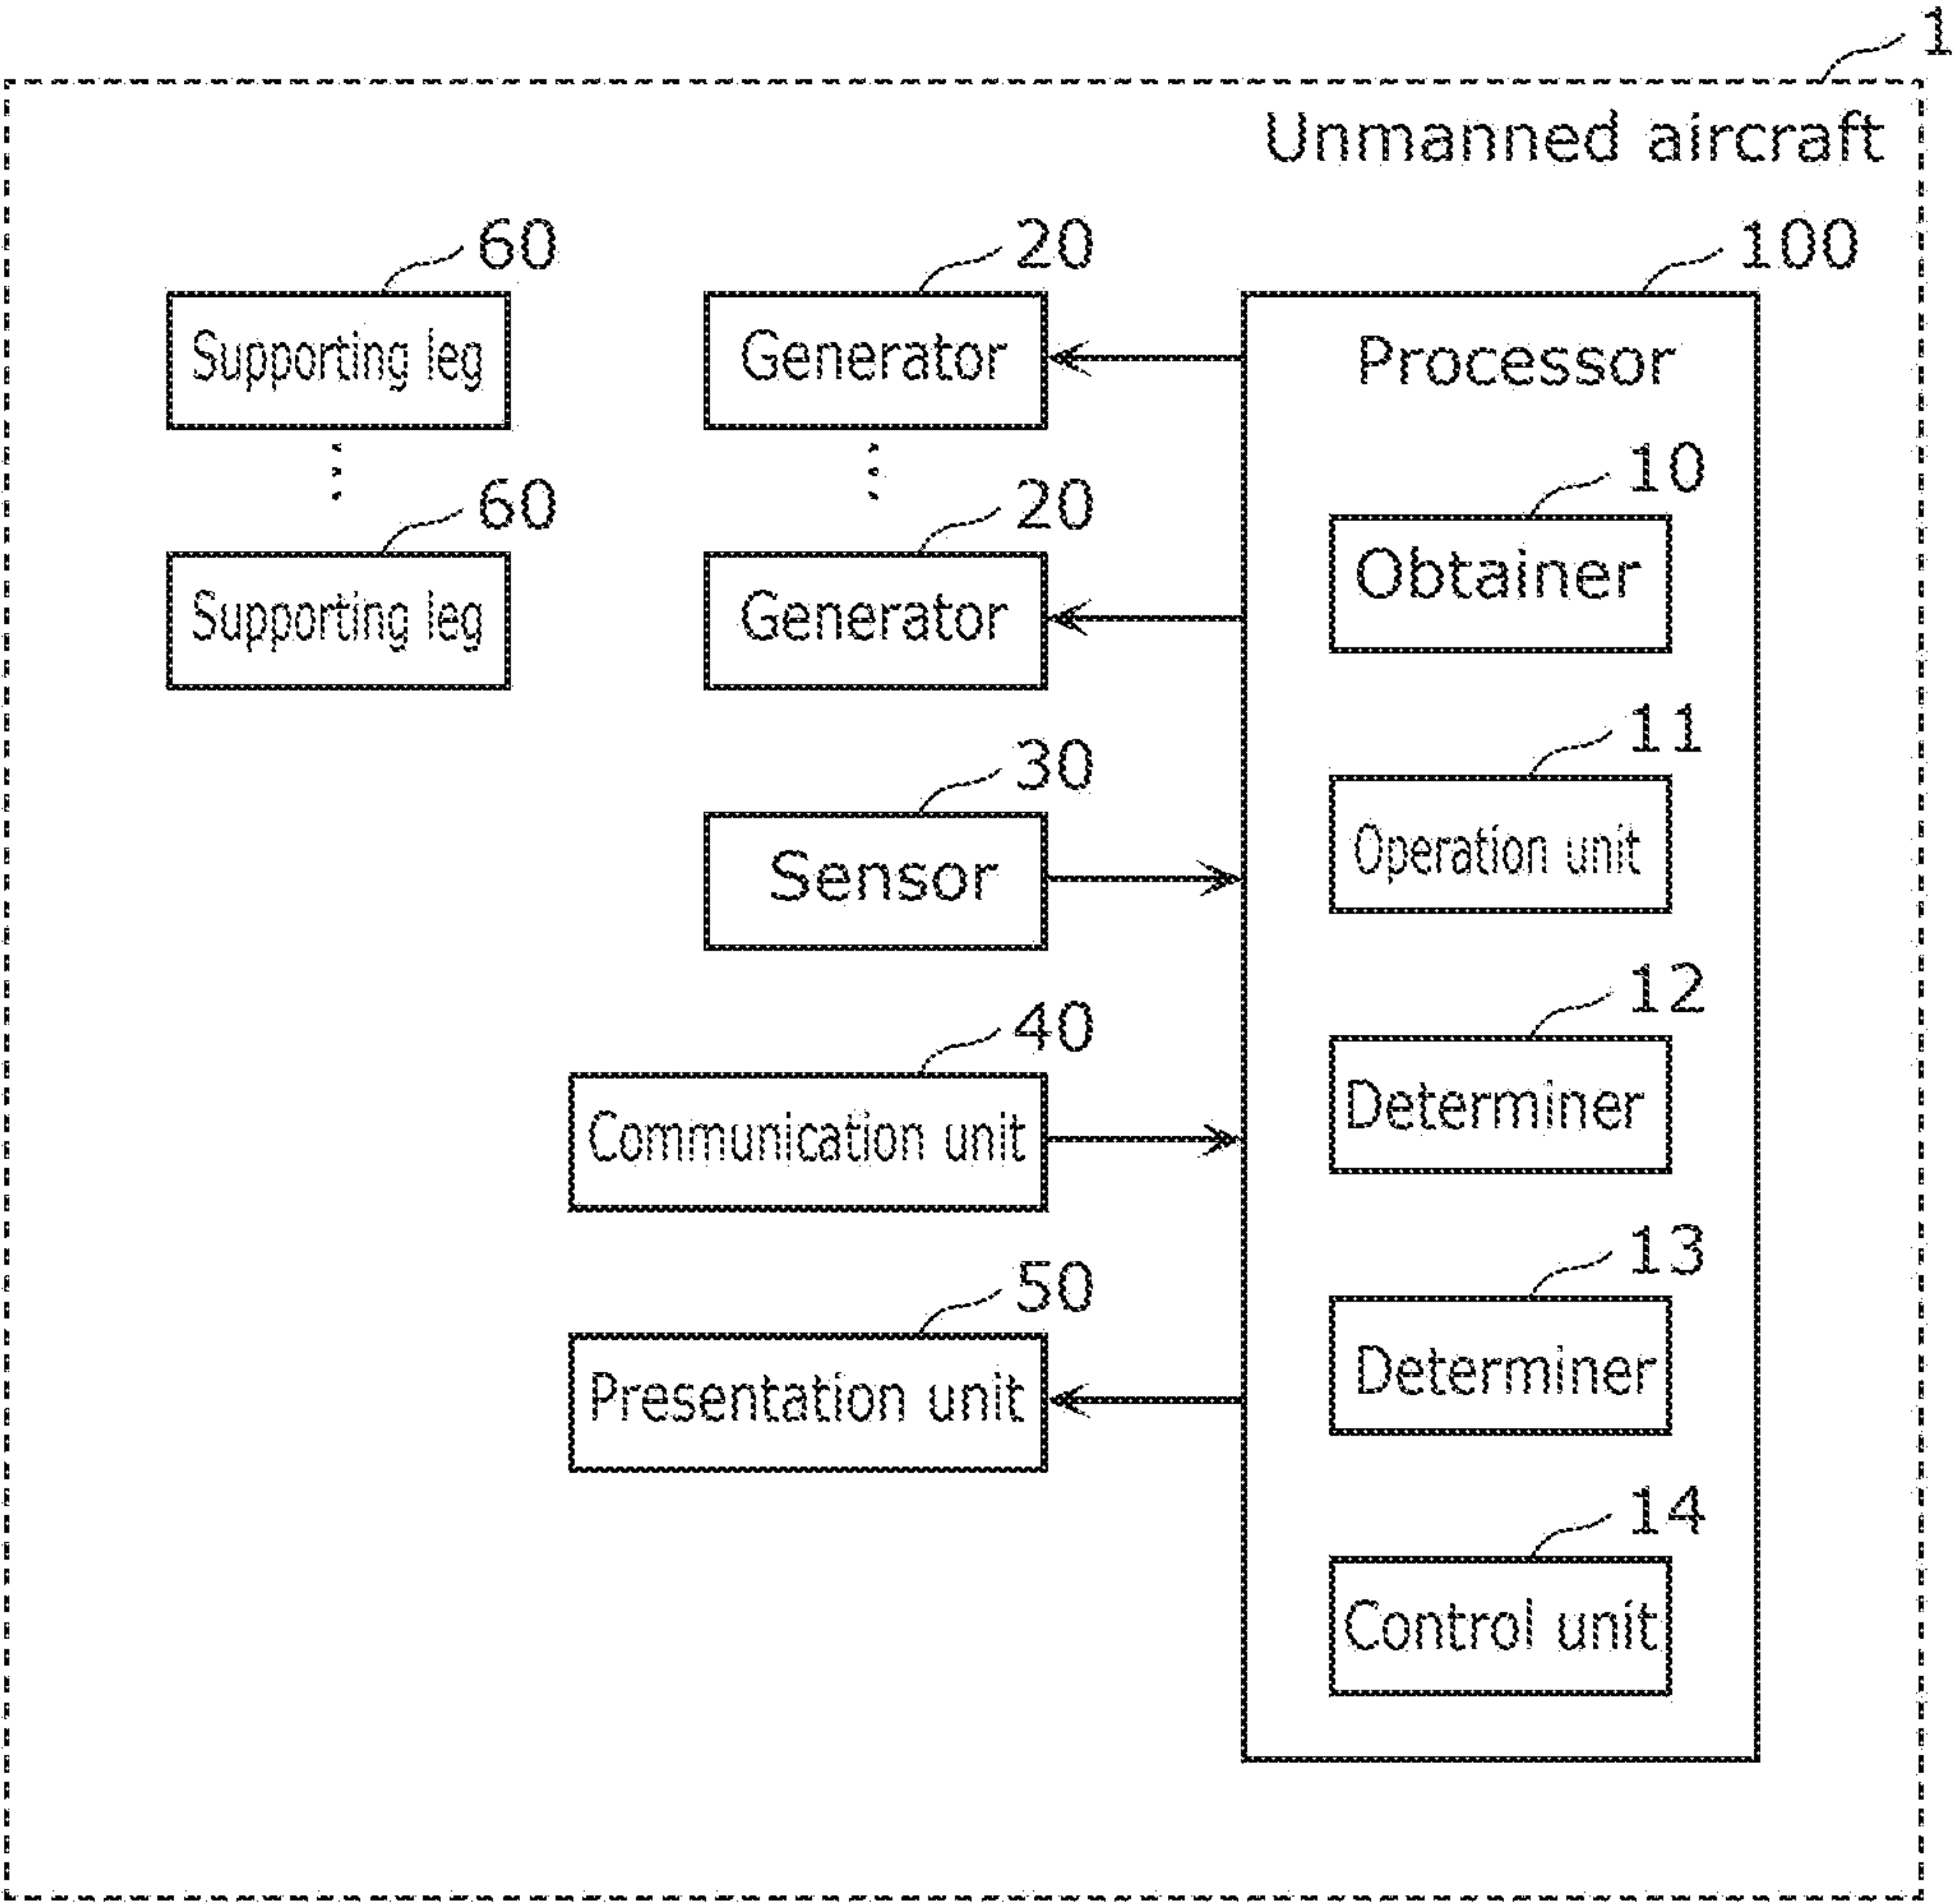 1
Unmanned aircraft
60
20
100
Supporting leg
Generator
Processor
60
20
10
Supporting leg
Generator
Obtainer
30
11
Sensor
Operation unit
40
12
Communication unit
Determiner
50
13
Presentation unit
Determiner
14
Control unit